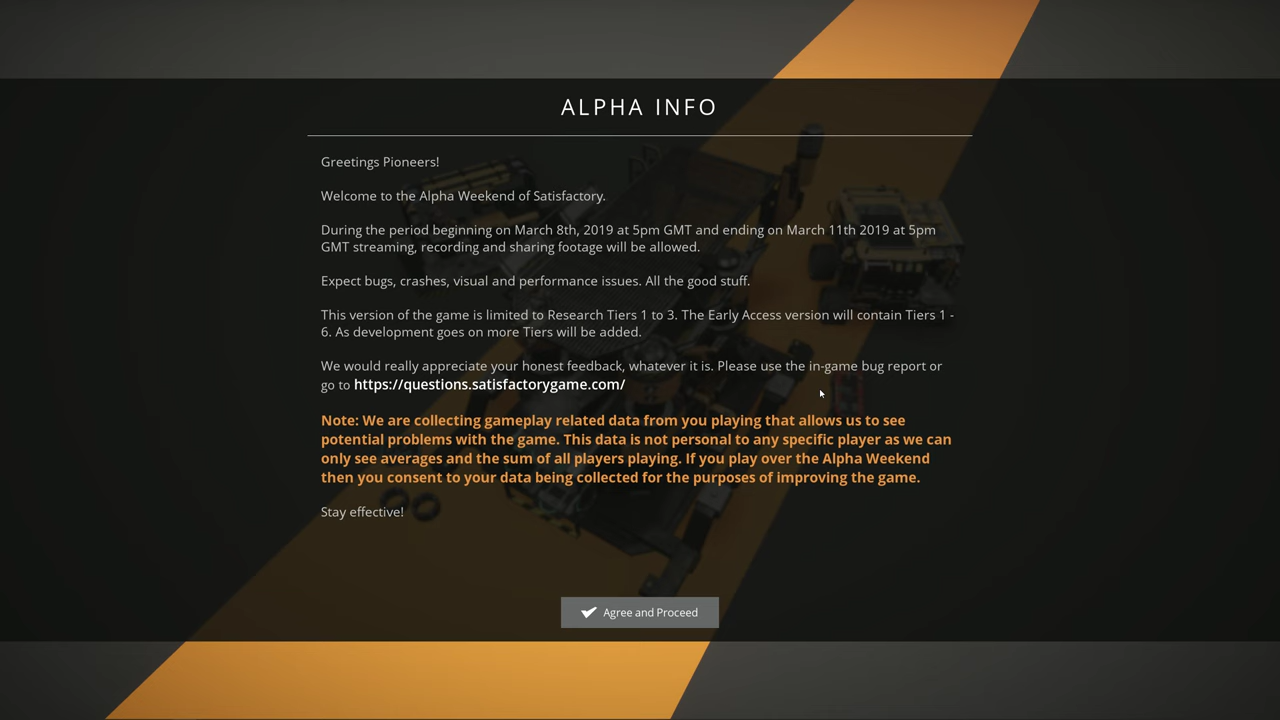 ALPHA INFO
Greetings Pioneers!
Welcome to the Alpha Weekend of Satisfactory.
During the period beginning on March 8th, 2019 at 5pm GMT and ending on March 11th 2019 at 5pm
GMT streaming, recording and sharing footage will be allowed.
Expect bugs, crashes, visual and performance issues. All the good stuff.
This version of the game is limited to Research Tiers 1 to 3. The Early Access version will contain Tiers 1 -
6. As development goes on more Tiers will be added.
We would really appreciate your honest feedback, whatever it is. Please use the in-game bug report or
go to https://questions.satisfactorygame.com/
Note: We are collecting gameplay related data from you playing that allows us to see
potential problems with the game. This data is not personal to any specific player as we can
only see averages and the sum of all players playing. If you play over the Alpha Weekend
then you consent to your data being collected for the purposes of improving the game.
Stay effective!
Agree and Proceed